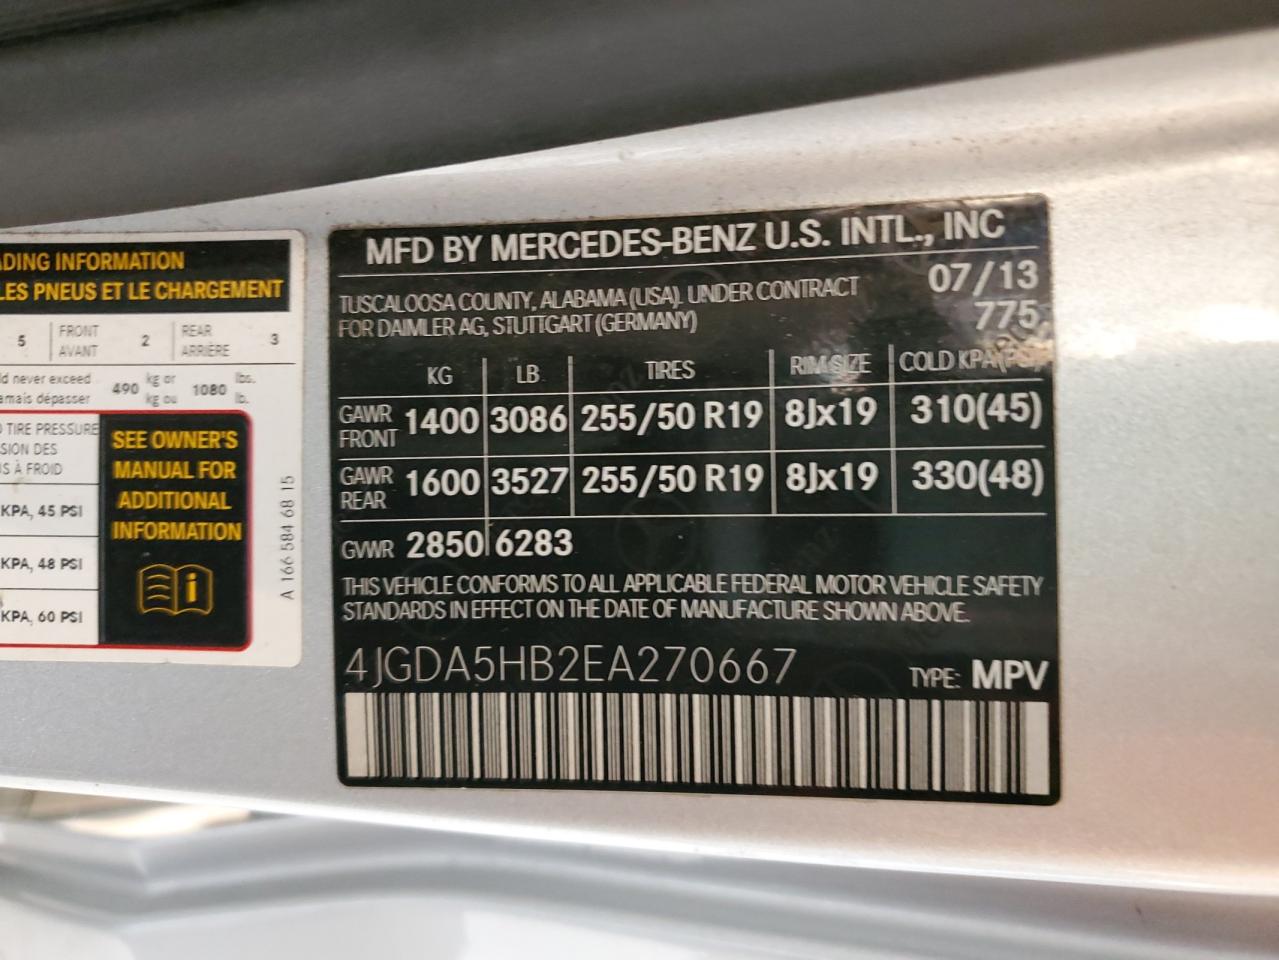 ADING INFORMATION
LES PNEUS ET LE CHARGEMENT
5 FRONT AVANT 2 REAR ARRIÈRE 3
never exceed 490 kg or 1080 lbs.
amais dépasser kg ou lb.
TIRE PRESSURE
SION DES
À FROID
KPA, 45 PSI
KPA, 48 PSI
KPA, 60 PSI
SEE OWNER'S
MANUAL FOR
ADDITIONAL
INFORMATION
i
A 166 584 68 15
MFD BY MERCEDES-BENZ U.S. INTL., INC
TUSCALOOSA COUNTY, ALABAMA (USA). UNDER CONTRACT 07/13
FOR DAIMLER AG, STUTTGART (GERMANY) 775
KG LB TIRES RIM SIZE COLD KPA(PSI)
GAWR FRONT 1400 3086 255/50 R19 8Jx19 310(45)
GAWR REAR 1600 3527 255/50 R19 8Jx19 330(48)
GVWR 2850 6283
THIS VEHICLE CONFORMS TO ALL APPLICABLE FEDERAL MOTOR VEHICLE SAFETY
STANDARDS IN EFFECT ON THE DATE OF MANUFACTURE SHOWN ABOVE.
4JGDA5HB2EA270667 TYPE: MPV